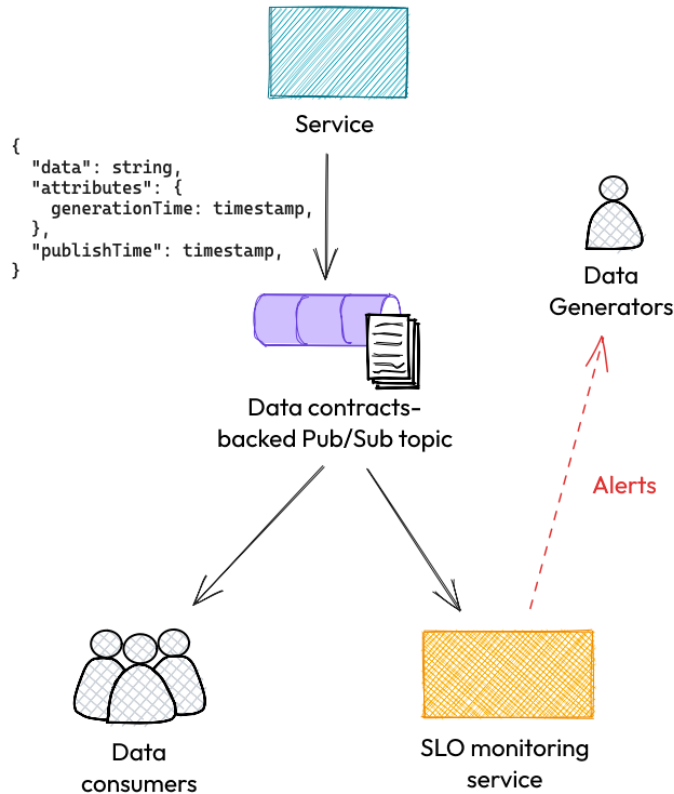 Service
{
  "data": string,
  "attributes": {
    generationTime: timestamp,
  },
  "publishTime": timestamp,
}
Data
Generators
Data contracts-
backed Pub/Sub topic
Alerts
Data
consumers
SLO monitoring
service